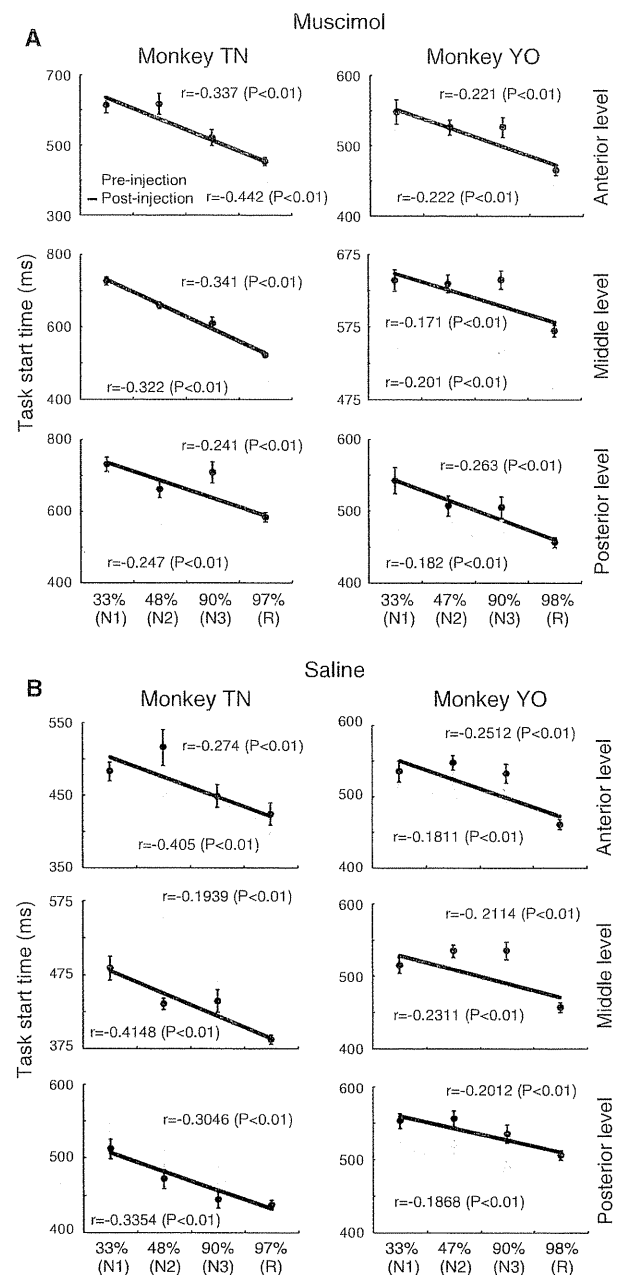 Muscimol
A
Monkey TN
Monkey YO
700
500
300
r=-0.337 (P<0.01)
Pre-injection
Post-injection
r=-0.442 (P<0.01)
600
500
400
r=-0.221 (P<0.01)
r=-0.222 (P<0.01)
Anterior level
Task start time (ms)
800
600
400
r=-0.341 (P<0.01)
r=-0.322 (P<0.01)
675
575
475
r=-0.171 (P<0.01)
r=-0.201 (P<0.01)
Middle level
800
600
400
r=-0.241 (P<0.01)
r=-0.247 (P<0.01)
600
500
400
r=-0.263 (P<0.01)
r=-0.182 (P<0.01)
Posterior level
33% 48% 90% 97%
(N1) (N2) (N3) (R)
33% 47% 90% 98%
(N1) (N2) (N3) (R)
Saline
B
Monkey TN
Monkey YO
550
450
350
r=-0.274 (P<0.01)
r=-0.405 (P<0.01)
600
500
400
r=-0.2512 (P<0.01)
r=-0.1811 (P<0.01)
Anterior level
Task start time (ms)
575
475
375
r=-0.1939 (P<0.01)
r=-0.4148 (P<0.01)
600
500
400
r=-0. 2114 (P<0.01)
r=-0.2311 (P<0.01)
Middle level
600
500
400
r=-0.3046 (P<0.01)
r=-0.3354 (P<0.01)
600
500
400
r=-0.2012 (P<0.01)
r=-0.1868 (P<0.01)
Posterior level
33% 48% 90% 97%
(N1) (N2) (N3) (R)
33% 47% 90% 98%
(N1) (N2) (N3) (R)